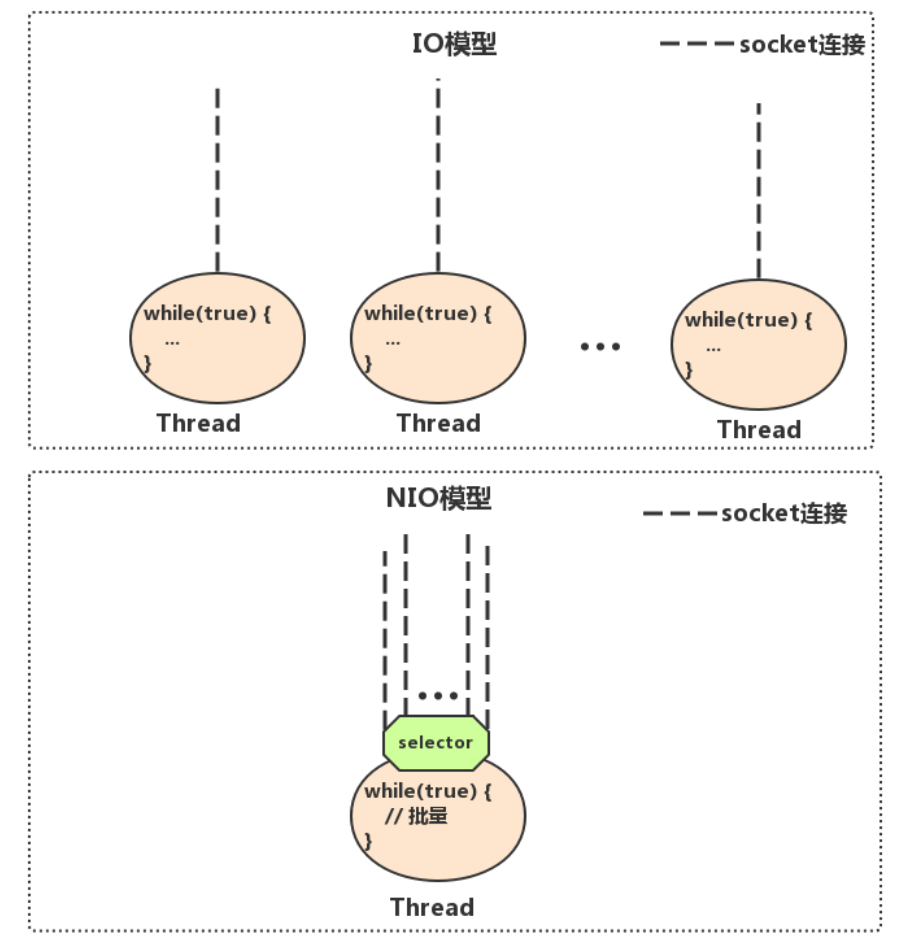 IO模型
socket连接
while(true) {
...
}
Thread
while(true) {
...
}
Thread
...
while(true) {
...
}
Thread
NIO模型
socket连接
...
selector
while(true) {
// 批量
}
Thread